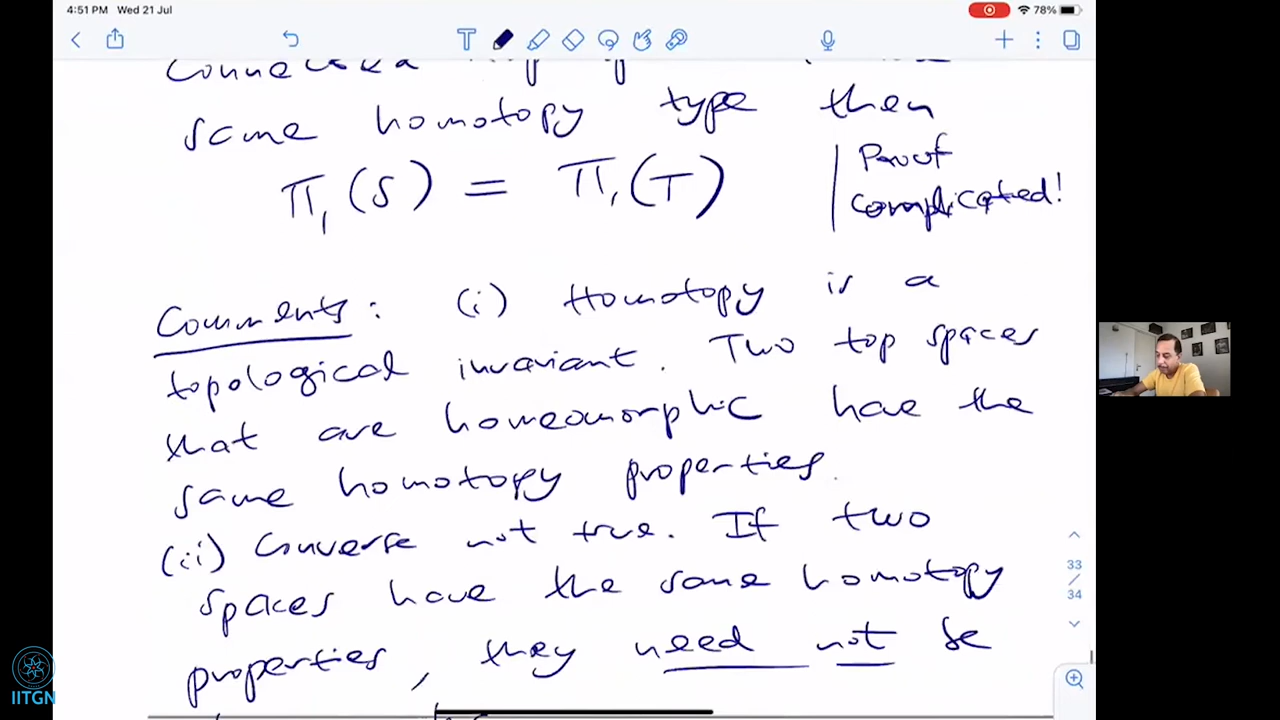 4:51 PM Wed 21 Jul
78%
same homotopy type then
Π₁(S) = Π₁(T)
Proof
complicated!
Comments: (i) Homotopy is a
topological invariant. Two top spaces
that are homeomorphic have the
same homotopy properties.
(ii) Converse not true. If two
spaces have the same homotopy
properties, they need not be
33
/
34
IITGN